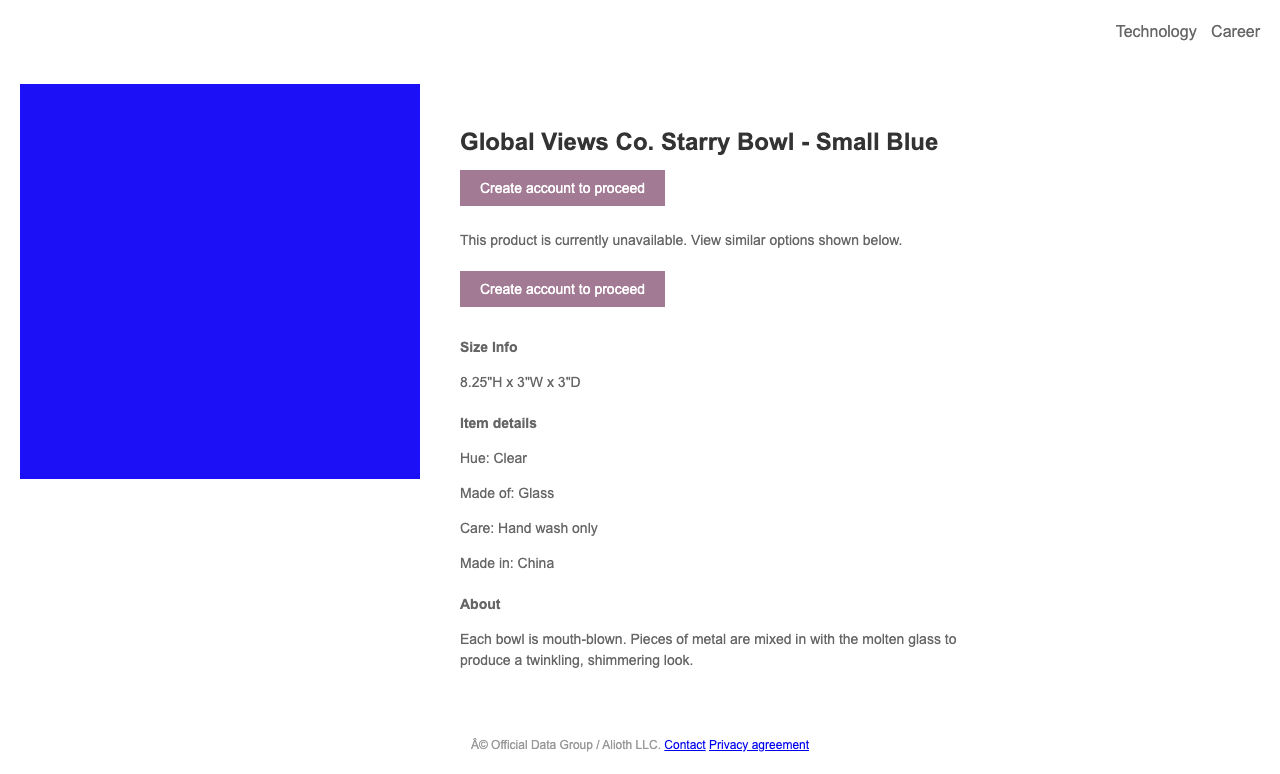 Technology Career
Global Views Co. Starry Bowl - Small Blue
Create account to proceed
This product is currently unavailable. View similar options shown below.
Create account to proceed
Size Info
8.25"H x 3"W x 3"D
Item details
Hue: Clear
Made of: Glass
Care: Hand wash only
Made in: China
About
Each bowl is mouth-blown. Pieces of metal are mixed in with the molten glass to
produce a twinkling, shimmering look.
Â© Official Data Group / Alioth LLC. Contact Privacy agreement